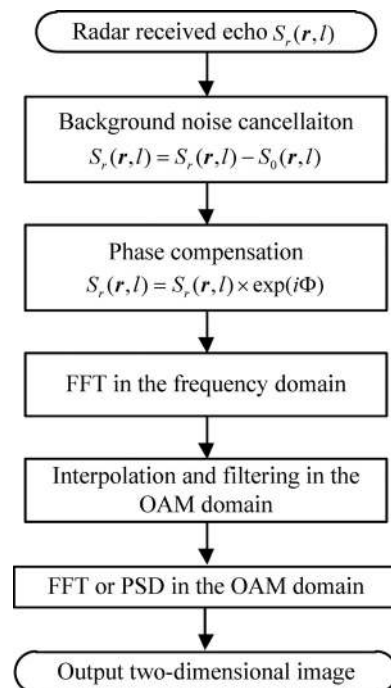 Radar received echo S_r(r,l)
Background noise cancellaiton
S_r(r,l) = S_r(r,l) − S_0(r,l)
Phase compensation
S_r(r,l) = S_r(r,l) × exp(iΦ)
FFT in the frequency domain
Interpolation and filtering in the
OAM domain
FFT or PSD in the OAM domain
Output two-dimensional image